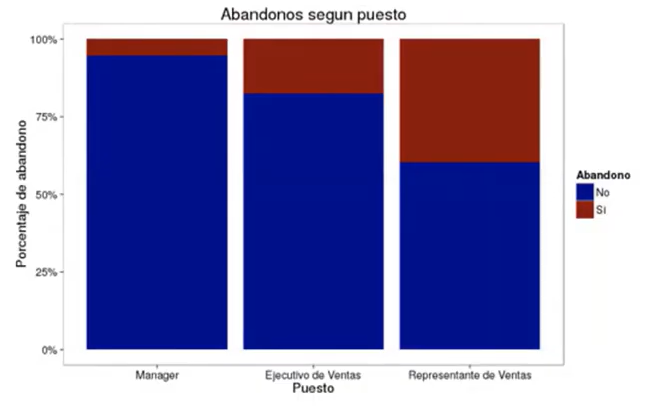 Abandonos segun puesto
Porcentaje de abandono
100%
75%
50%
25%
0%
Manager
Ejecutivo de Ventas
Representante de Ventas
Puesto
Abandono
No
Si